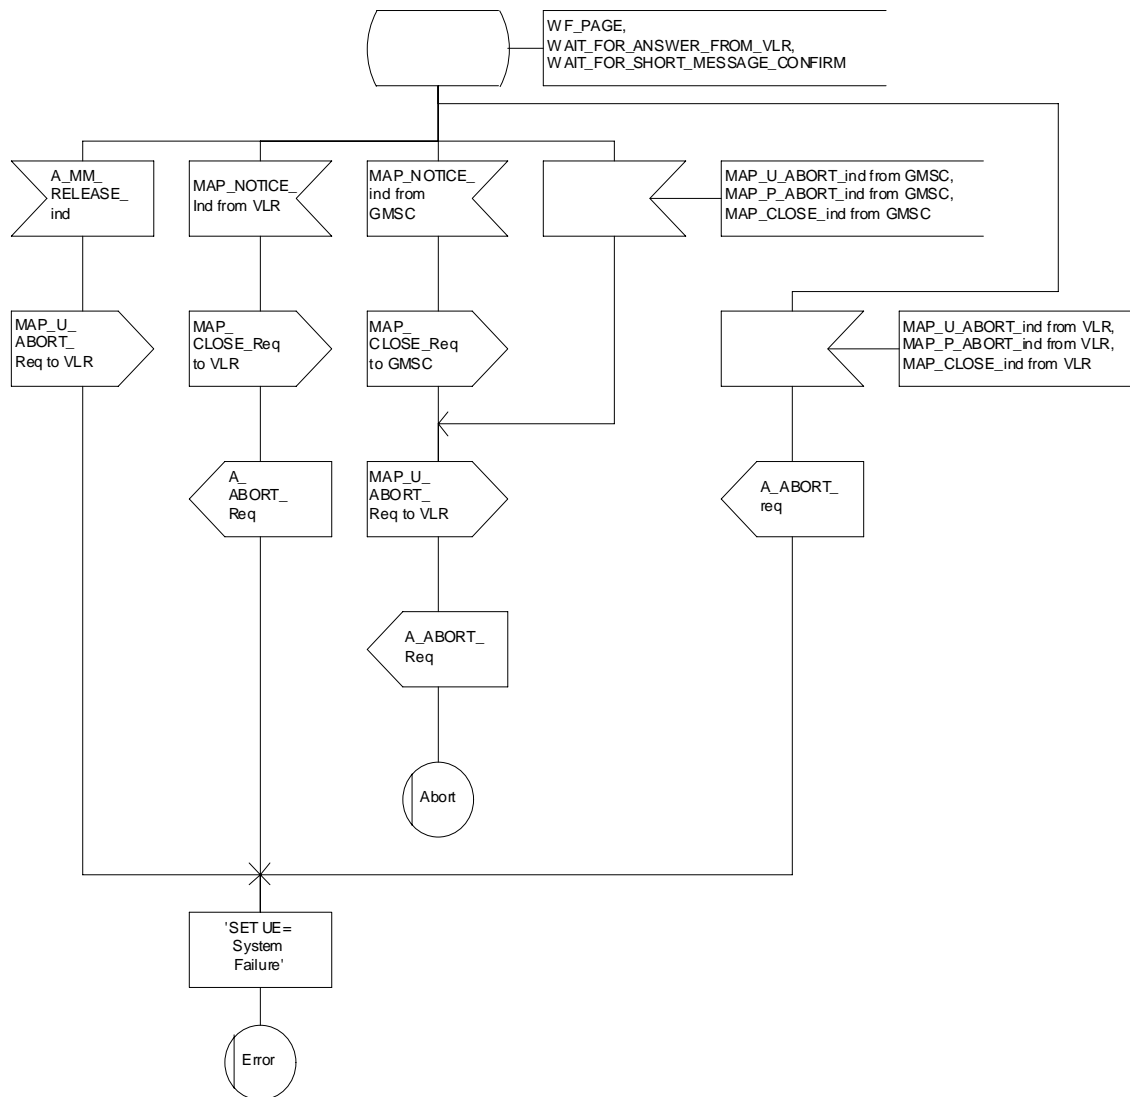 WF_PAGE,
WAIT_FOR_ANSWER_FROM_VLR,
WAIT_FOR_SHORT_MESSAGE_CONFIRM
A_MM_
RELEASE_
ind
MAP_NOTICE_
Ind from VLR
MAP_NOTICE_
ind from
GMSC
MAP_U_ABORT_ind from GMSC,
MAP_P_ABORT_ind from GMSC,
MAP_CLOSE_ind from GMSC
MAP_U_
ABORT_
Req to VLR
MAP_
CLOSE_Req
to VLR
MAP_
CLOSE_Req
to GMSC
MAP_U_ABORT_ind from VLR,
MAP_P_ABORT_ind from VLR,
MAP_CLOSE_ind from VLR
A_
ABORT_
Req
MAP_U_
ABORT_
Req to VLR
A_ABORT_
req
A_ABORT_
Req
Abort
'SET UE=
System
Failure'
Error